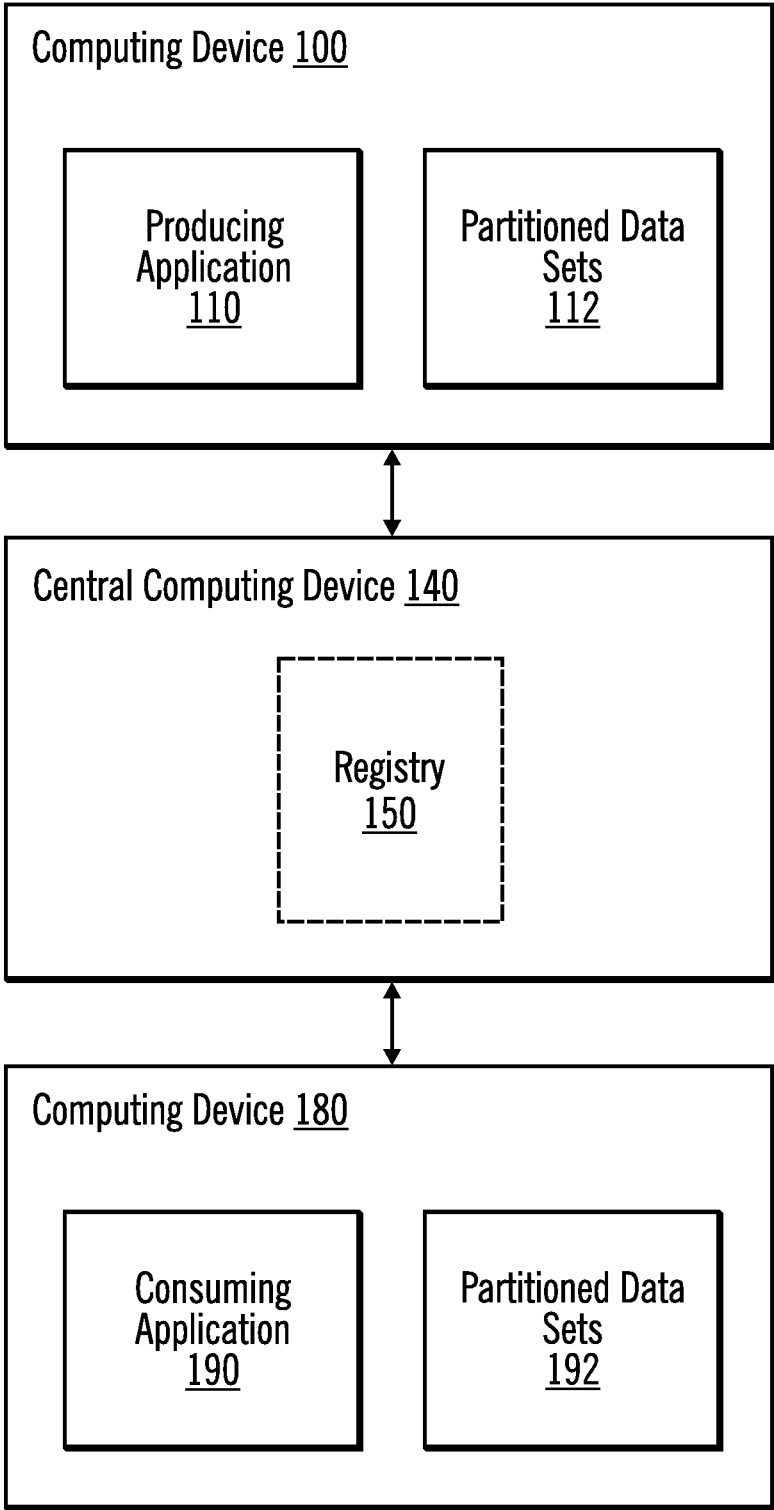 Computing Device 100
Producing
Application
110
Partitioned Data
Sets
112
Central Computing Device 140
Registry
150
Computing Device 180
Consuming
Application
190
Partitioned Data
Sets
192